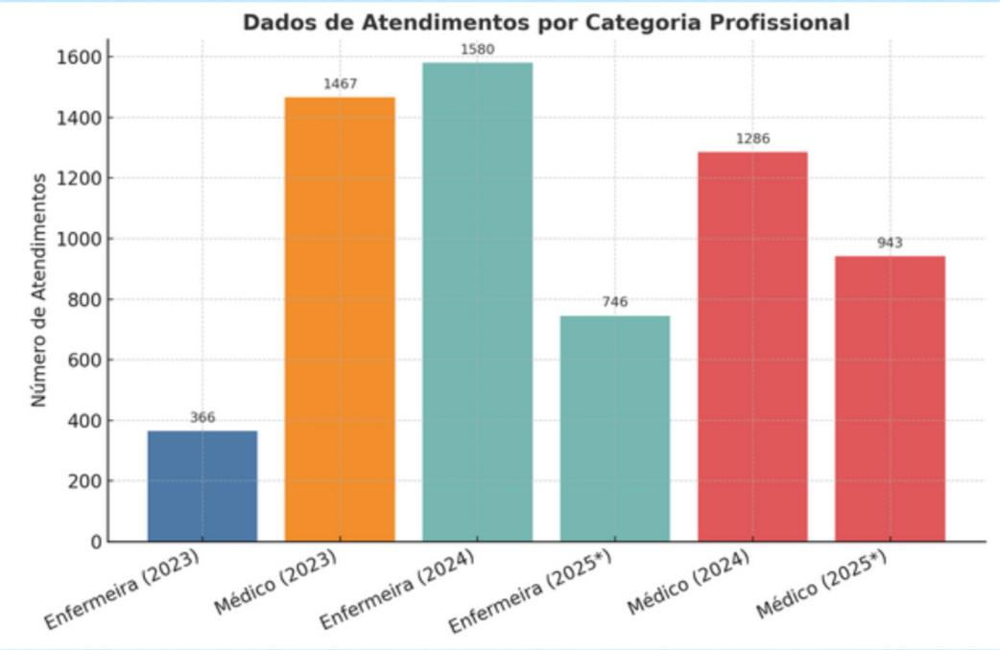 Dados de Atendimentos por Categoria Profissional
Número de Atendimentos
1600
1400
1200
1000
800
600
400
200
0
366
1467
1580
746
1286
943
Enfermeira (2023)
Médico (2023)
Enfermeira (2024)
Enfermeira (2025*)
Médico (2024)
Médico (2025*)